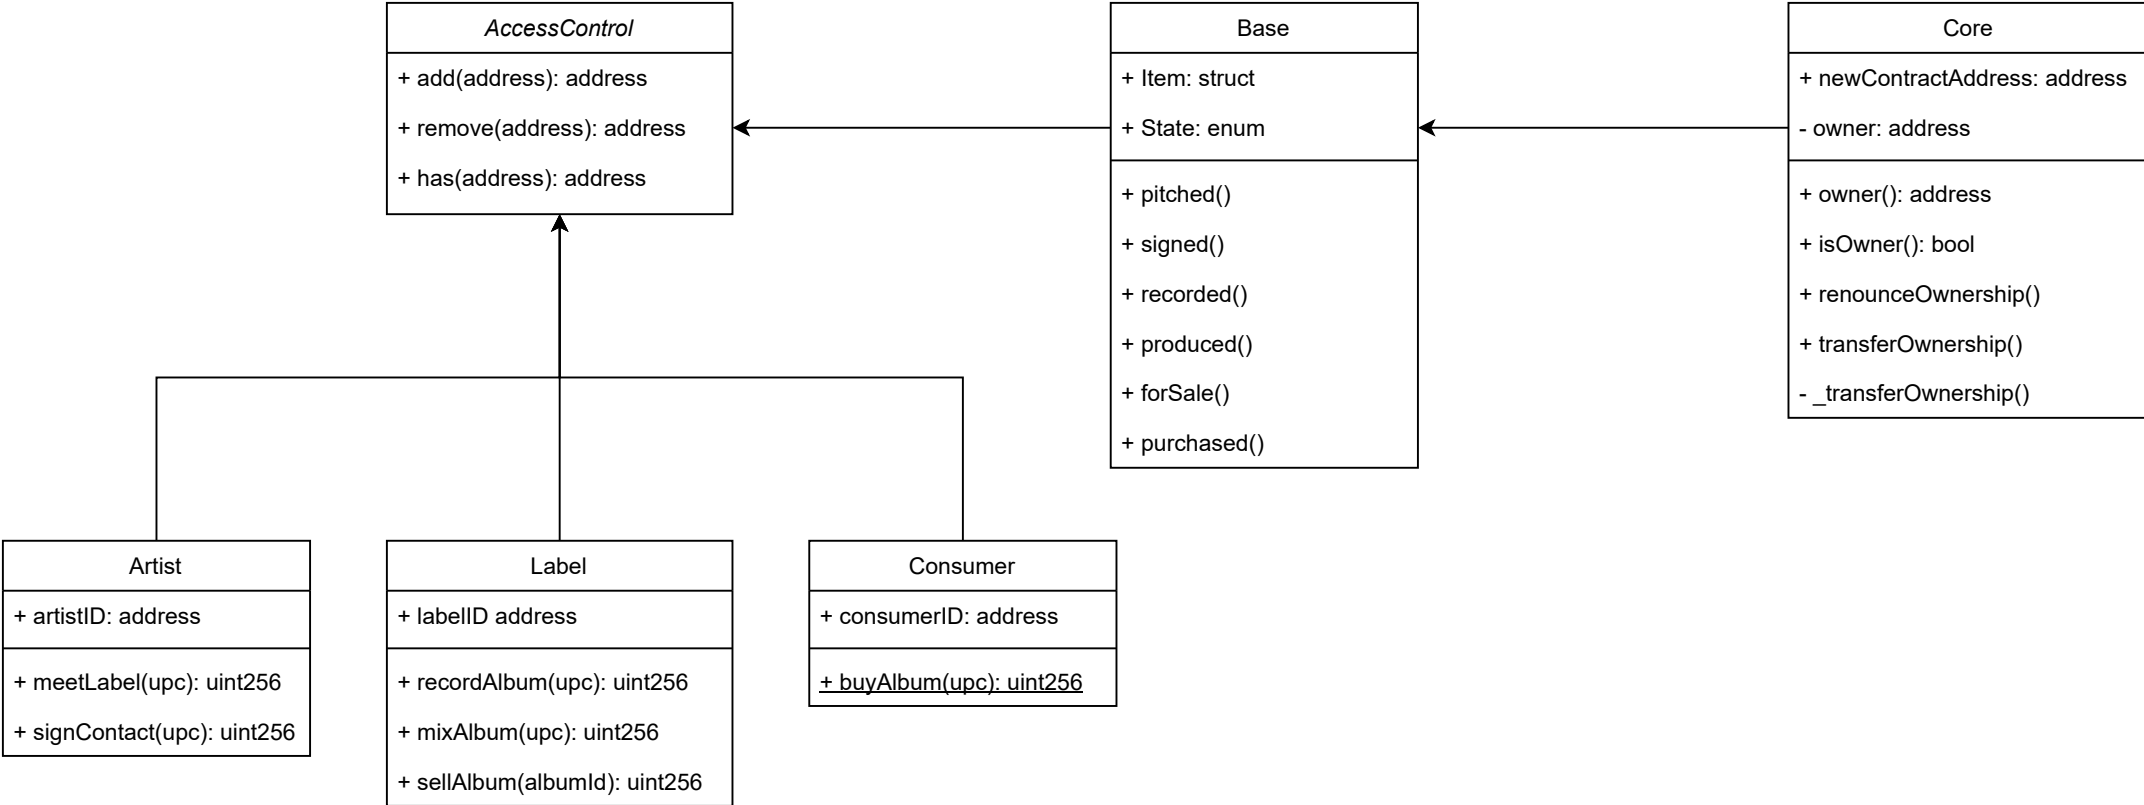 AccessControl
+ add(address): address
+ remove(address): address
+ has(address): address
Base
+ Item: struct
+ State: enum
+ pitched()
+ signed()
+ recorded()
+ produced()
+ forSale()
+ purchased()
Core
+ newContractAddress: address
- owner: address
+ owner(): address
+ isOwner(): bool
+ renounceOwnership()
+ transferOwnership()
- _transferOwnership()
Artist
+ artistID: address
+ meetLabel(upc): uint256
+ signContact(upc): uint256
Label
+ labelID address
+ recordAlbum(upc): uint256
+ mixAlbum(upc): uint256
+ sellAlbum(albumId): uint256
Consumer
+ consumerID: address
+ buyAlbum(upc): uint256